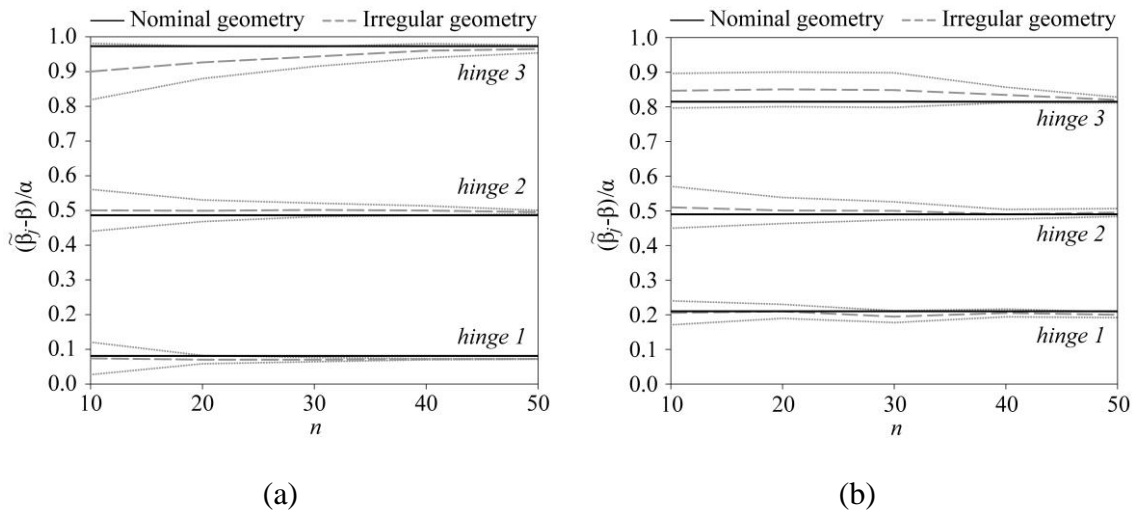 Nominal geometry Irregular geometry
1.0
0.9
0.8
0.7
0.6
0.5
0.4
0.3
0.2
0.1
0.0
(β̃ⱼ-β)/α
hinge 3
hinge 2
hinge 1
10 20 30 40 50
n
(a)
Nominal geometry Irregular geometry
1.0
0.9
0.8
0.7
0.6
0.5
0.4
0.3
0.2
0.1
0.0
(β̃ⱼ-β)/α
hinge 3
hinge 2
hinge 1
10 20 30 40 50
n
(b)